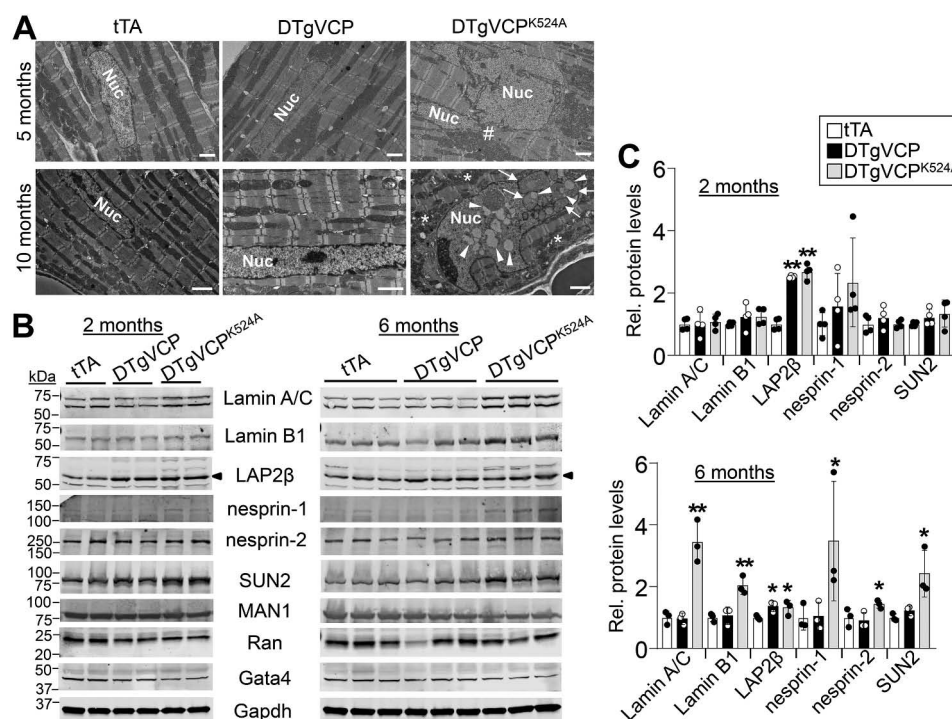 A
tTA
DTgVCP
DTgVCPK524A
5 months
Nuc
Nuc
Nuc
Nuc
#
10 months
Nuc
Nuc
Nuc
*
*
*
B
2 months
6 months
tTA
DTgVCP
DTgVCPK524A
tTA
DTgVCP
DTgVCPK524A
kDa
75
50
Lamin A/C
75
50
Lamin B1
75
50
LAP2β
150
100
nesprin-1
250
150
nesprin-2
100
75
SUN2
100
75
MAN1
25
20
Ran
50
37
Gata4
37
Gapdh
C
tTA
DTgVCP
DTgVCPK524A
2 months
Rel. protein levels
6
4
2
0
** **
Lamin A/C
Lamin B1
LAP2β
nesprin-1
nesprin-2
SUN2
6 months
Rel. protein levels
6
4
2
0
** ** * * * * *
Lamin A/C
Lamin B1
LAP2β
nesprin-1
nesprin-2
SUN2